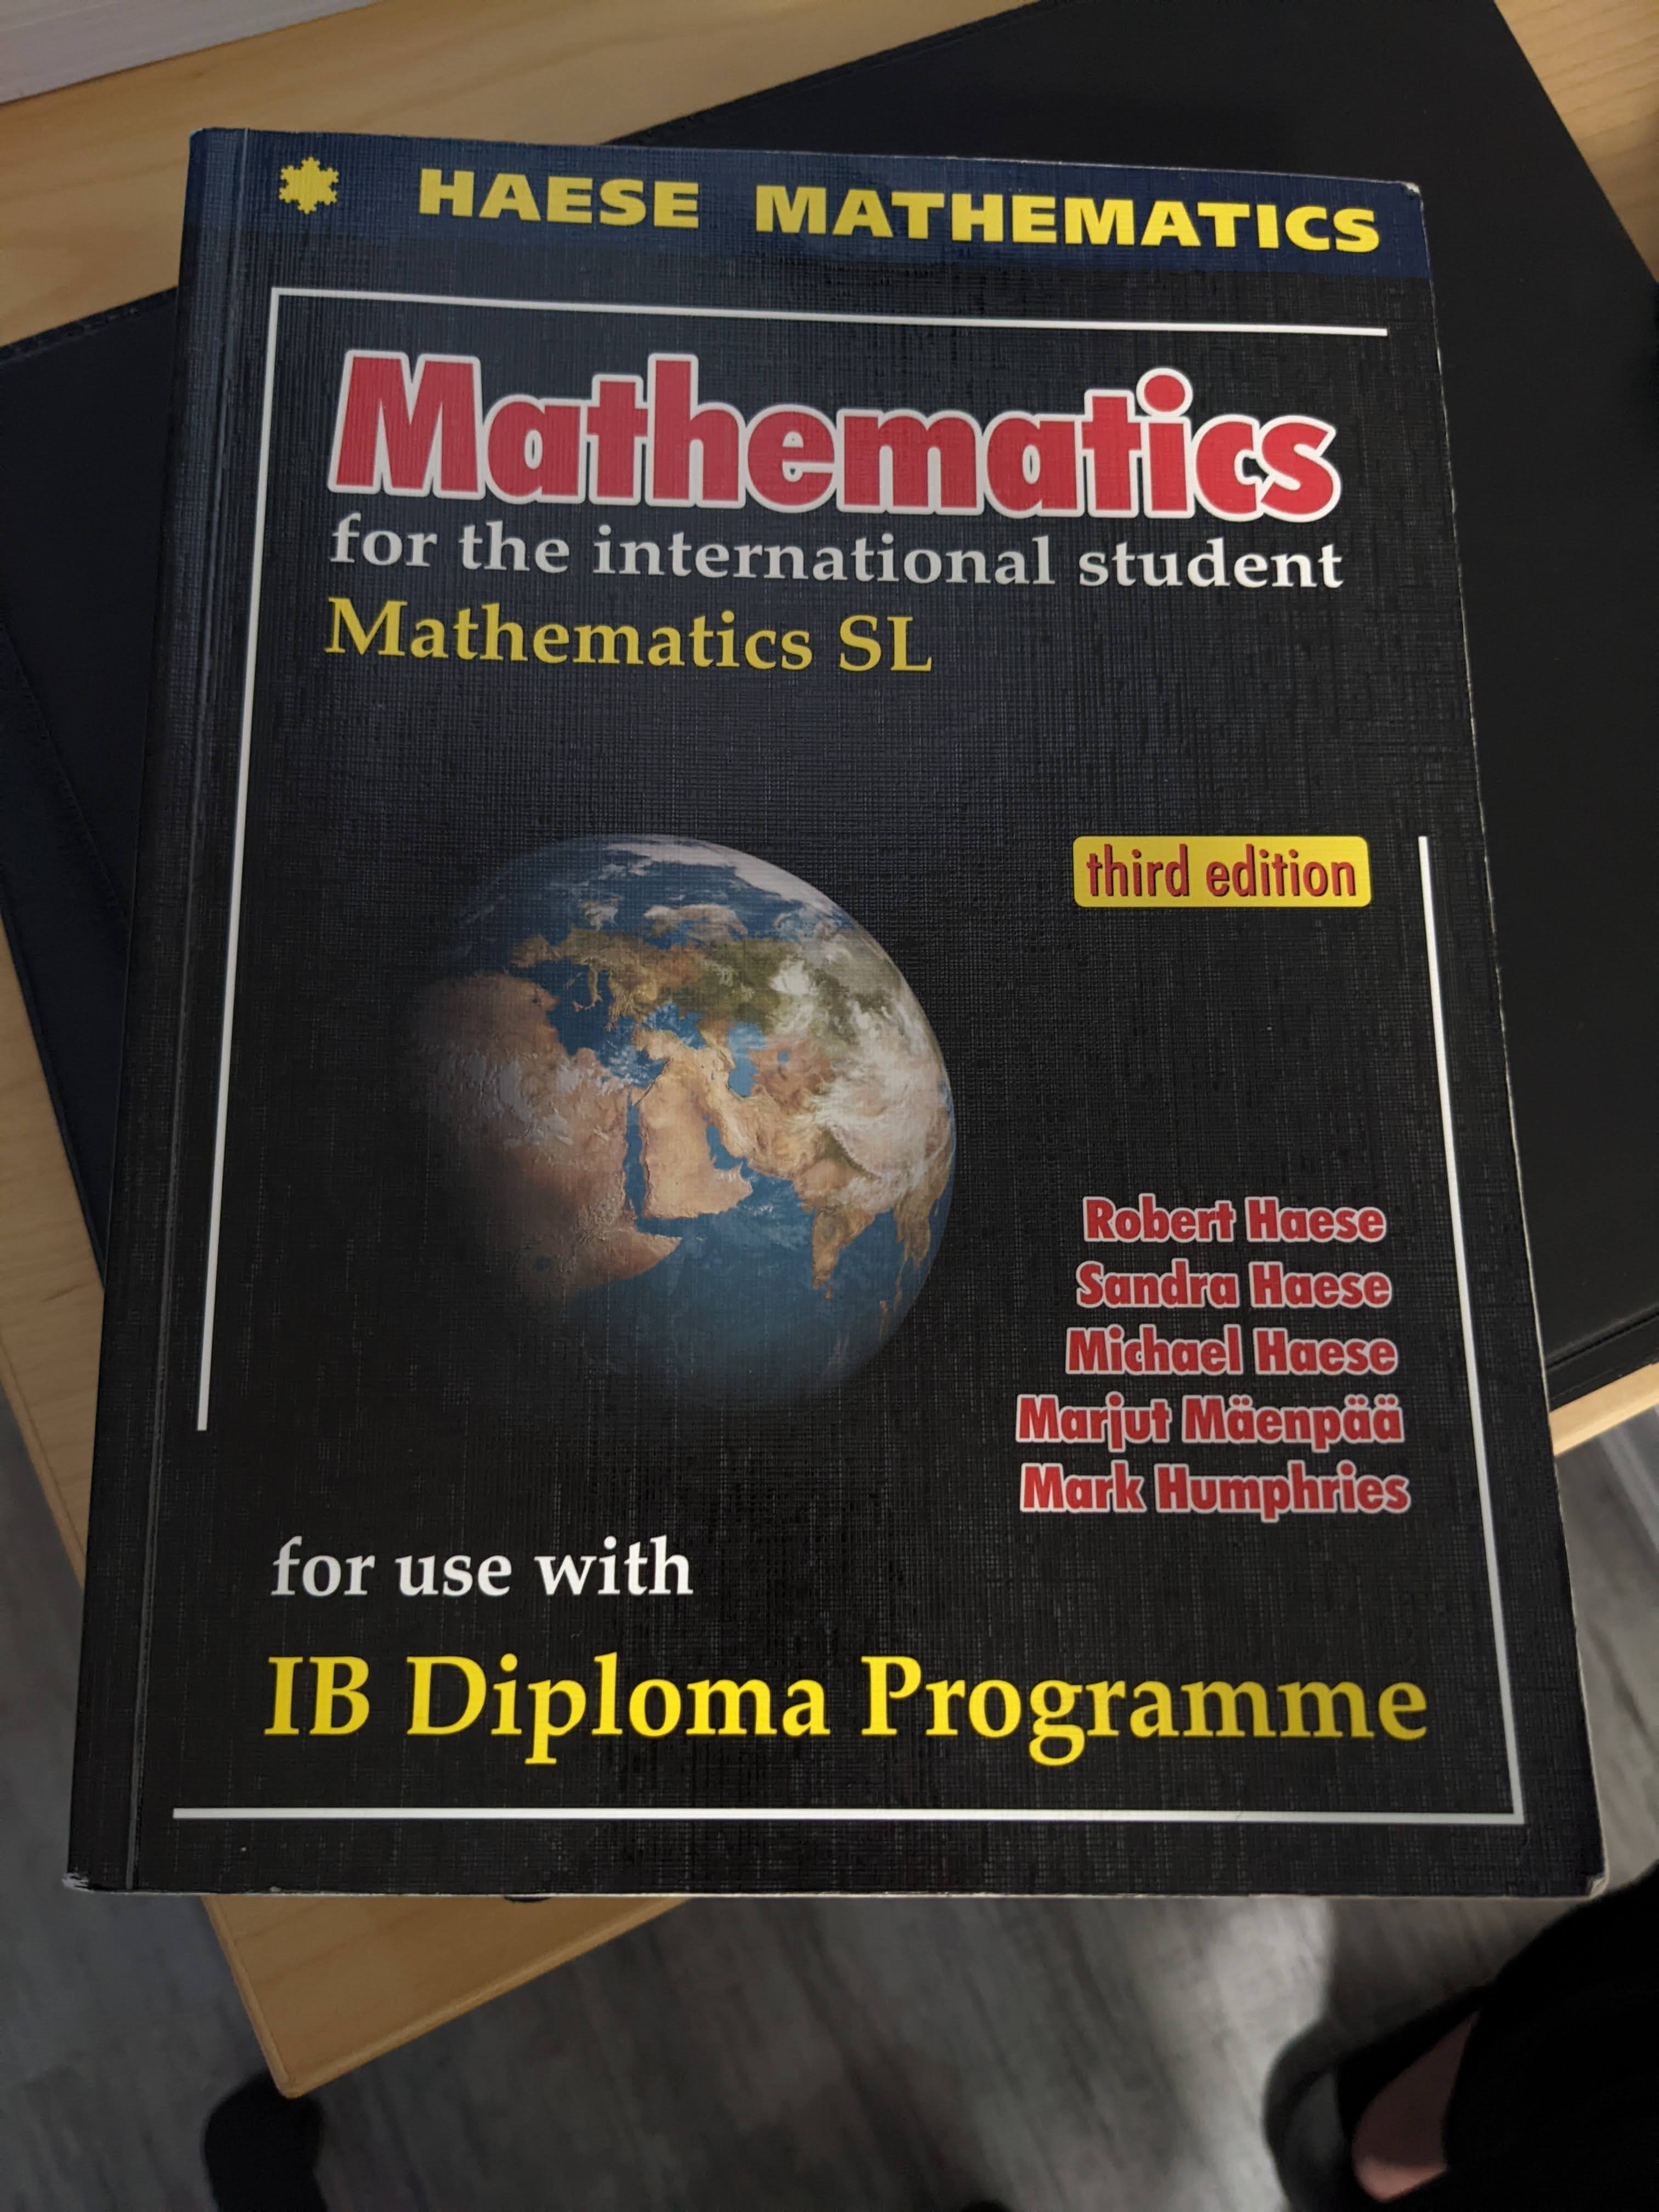 HAESE MATHEMATICS
Mathematics
for the international student
Mathematics SL
third edition
Robert Haese
Sandra Haese
Michael Haese
Marjut Mäenpää
Mark Humphries
for use with
IB Diploma Programme